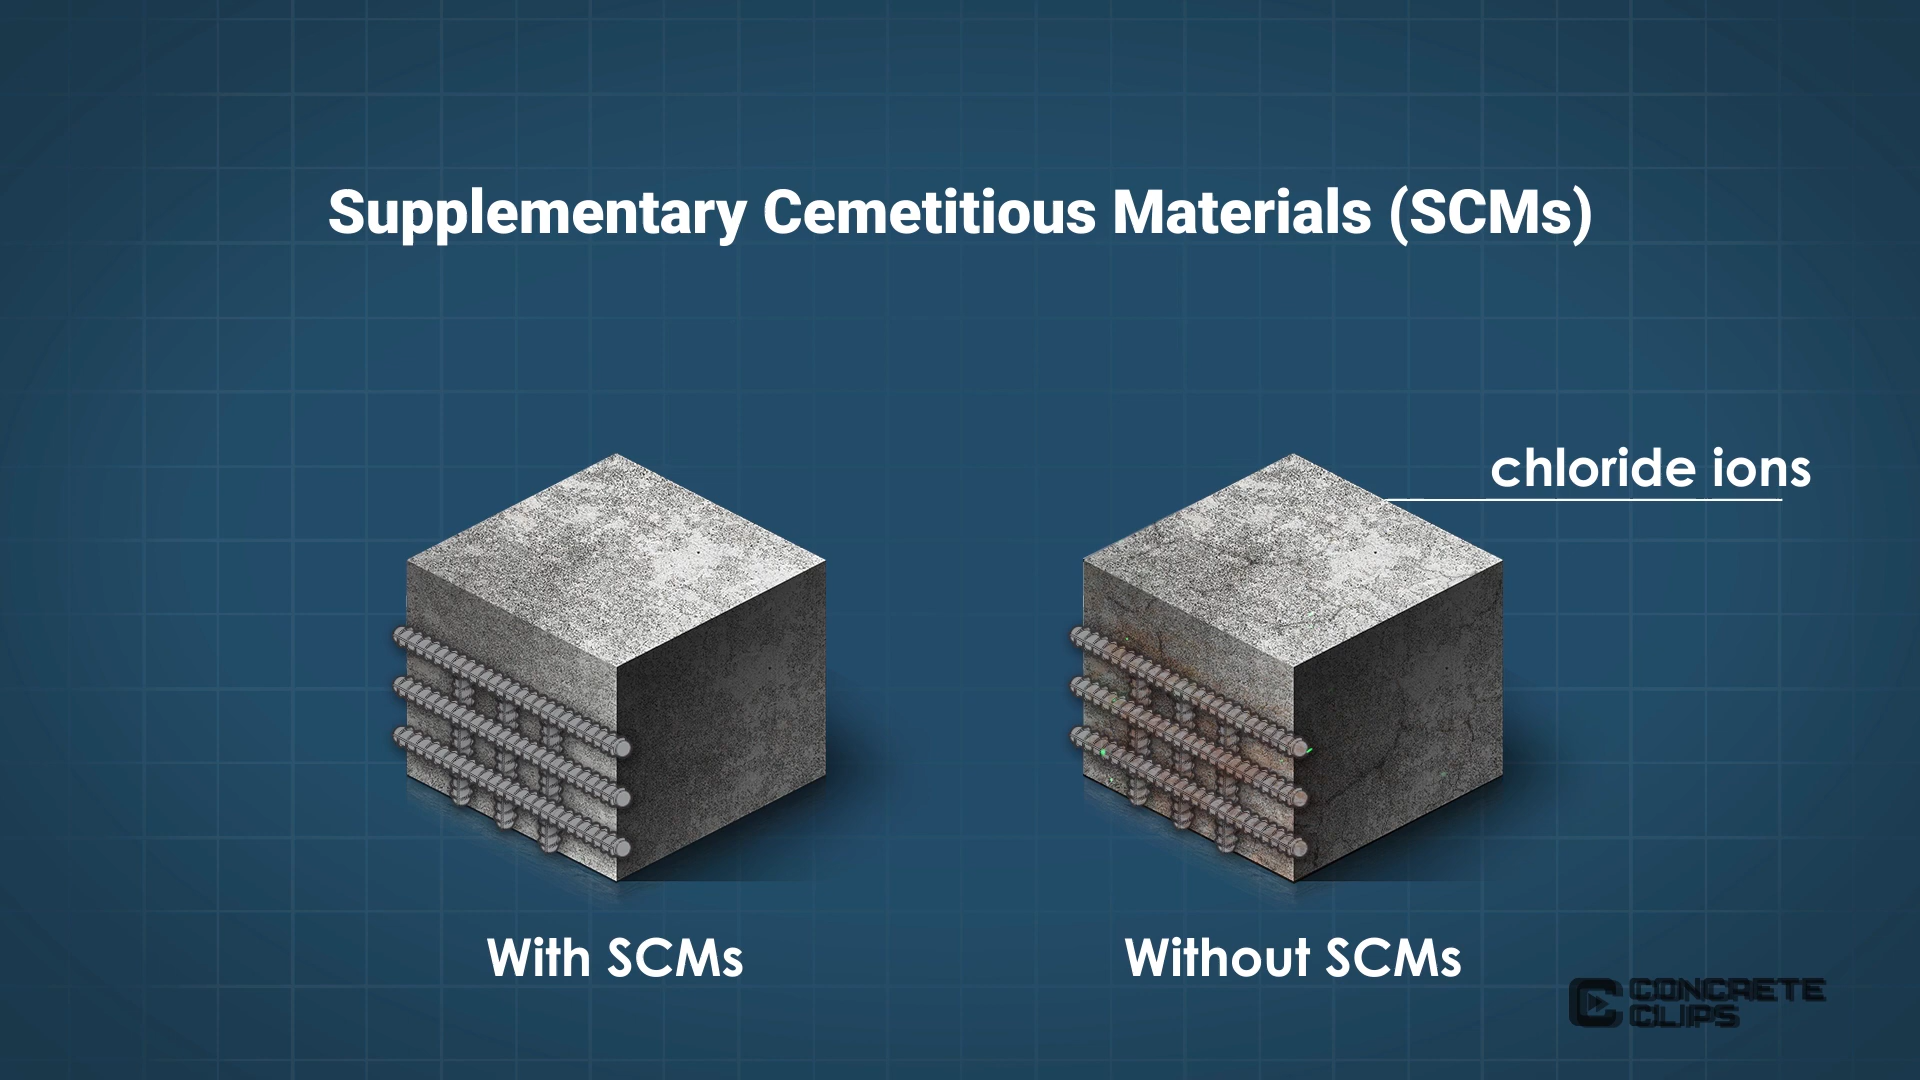 Supplementary Cemetitious Materials (SCMs)
chloride ions
With SCMs
Without SCMs
CONCRETE
CLIPS